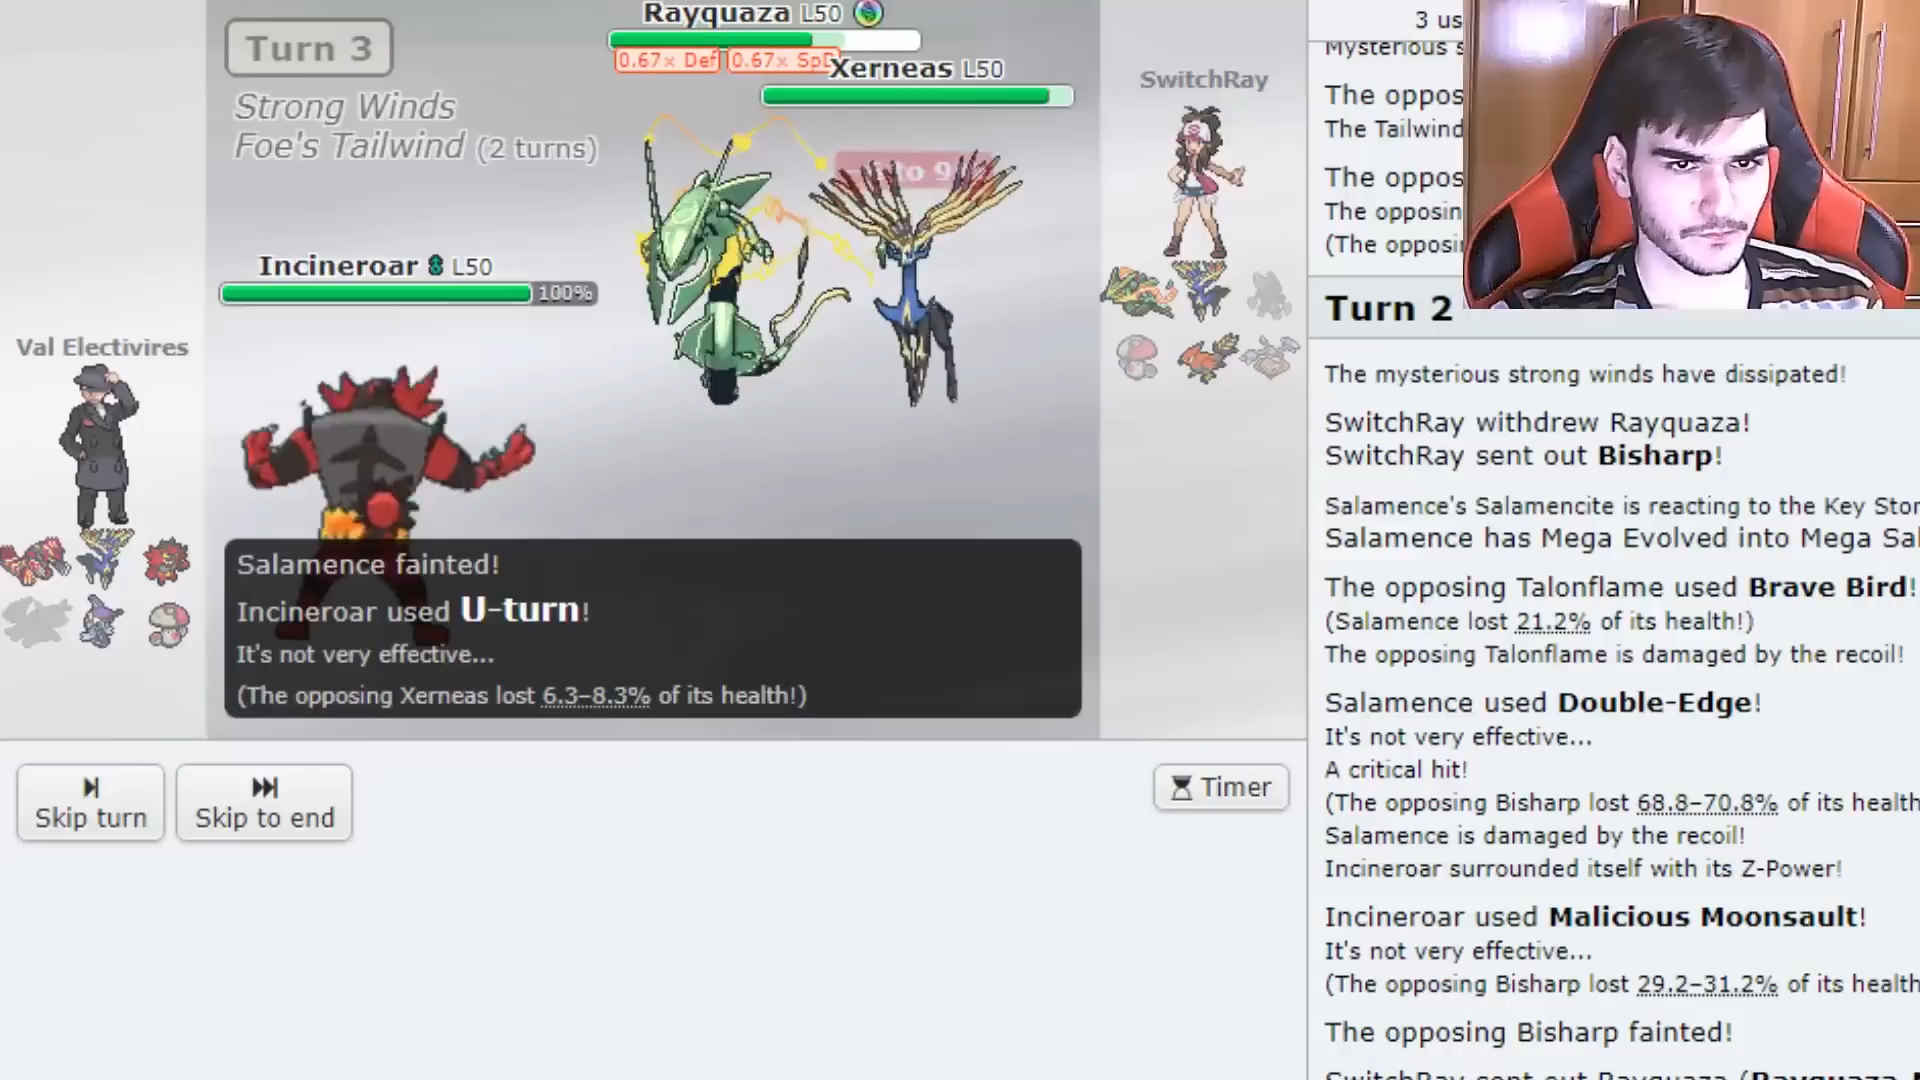 Turn 3
Strong Winds
Foe's Tailwind (2 turns)
Rayquaza L50
0.67× Def 0.67× SpD
Xerneas L50
Incineroar L50
100%
Val Electivires
SwitchRay
Salamence fainted!
Incineroar used U-turn!
It's not very effective...
(The opposing Xerneas lost 6.3–8.3% of its health!)
Skip turn
Skip to end
Timer
3 us
Mysterious s
The oppos
The Tailwind
The oppos
The opposin
(The opposi
Turn 2
The mysterious strong winds have dissipated!
SwitchRay withdrew Rayquaza!
SwitchRay sent out Bisharp!
Salamence's Salamencite is reacting to the Key Stor
Salamence has Mega Evolved into Mega Sal
The opposing Talonflame used Brave Bird!
(Salamence lost 21.2% of its health!)
The opposing Talonflame is damaged by the recoil!
Salamence used Double-Edge!
It's not very effective...
A critical hit!
(The opposing Bisharp lost 68.8–70.8% of its health
Salamence is damaged by the recoil!
Incineroar surrounded itself with its Z-Power!
Incineroar used Malicious Moonsault!
It's not very effective...
(The opposing Bisharp lost 29.2–31.2% of its health
The opposing Bisharp fainted!
SwitchRay sent out Rayquaza (Rayquaza-